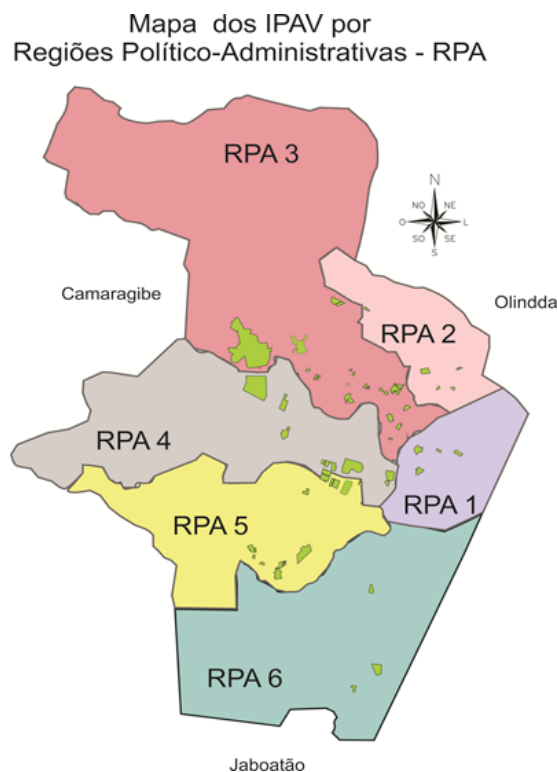 Mapa dos IPAV por
Regiões Político-Administrativas - RPA
RPA 3
N
NO NE
O L
SO SE
S
Camaragibe
Olindda
RPA 2
RPA 4
RPA 1
RPA 5
RPA 6
Jaboatão